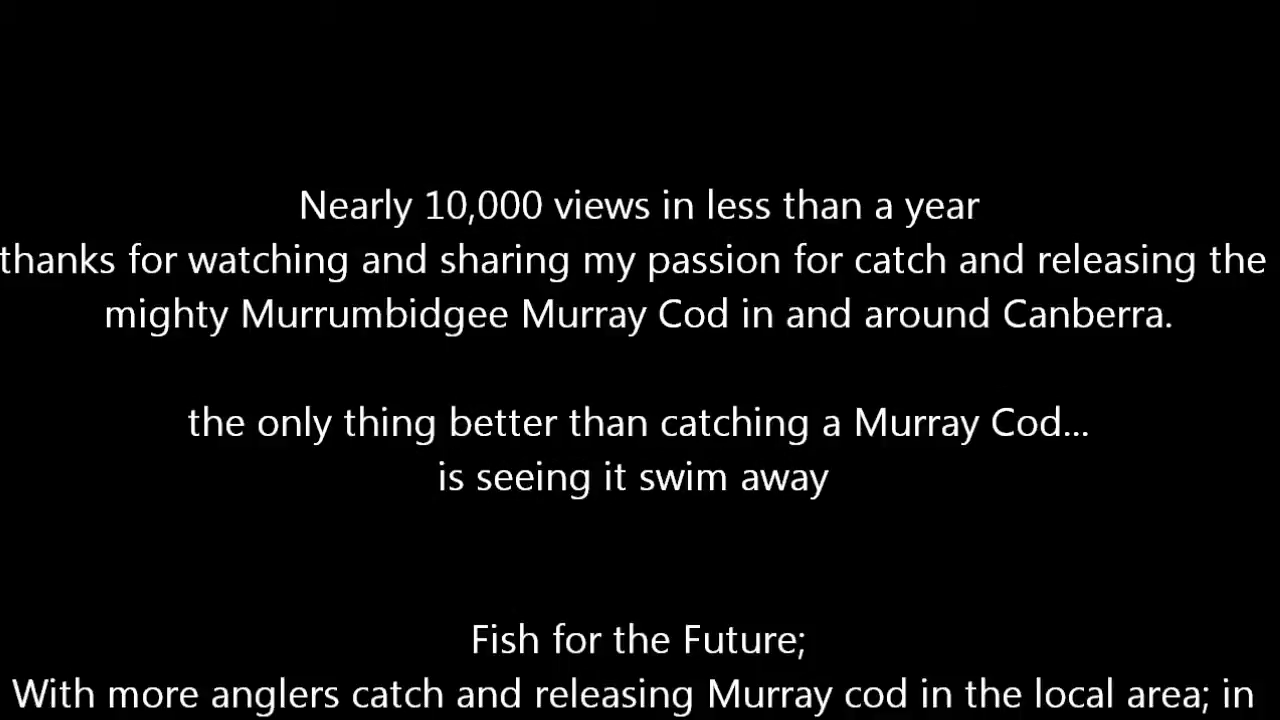 Nearly 10,000 views in less than a year
thanks for watching and sharing my passion for catch and releasing the
mighty Murrumbidgee Murray Cod in and around Canberra.
the only thing better than catching a Murray Cod...
is seeing it swim away
Fish for the Future;
With more anglers catch and releasing Murray cod in the local area; in